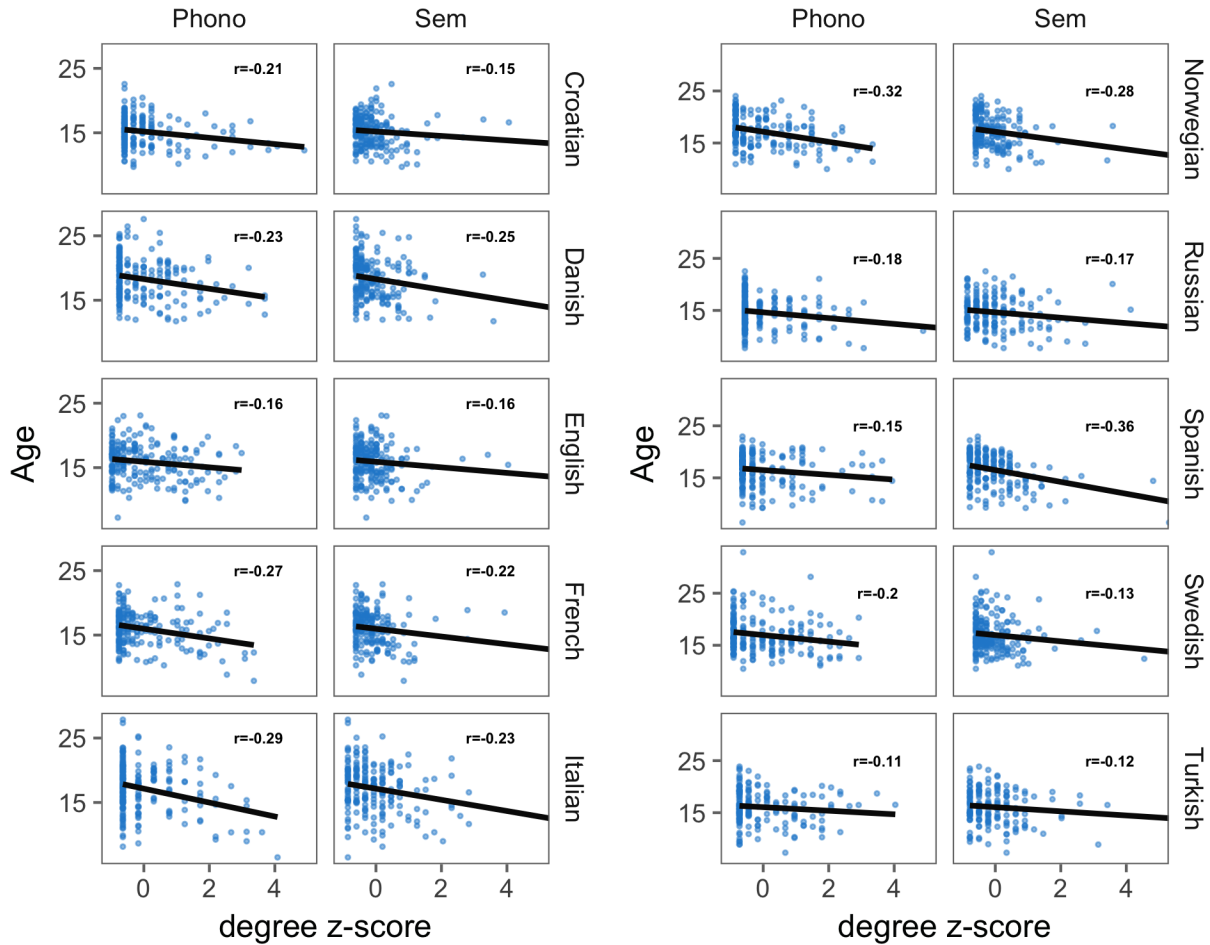 Phono Sem Phono Sem
25
15
r=-0.21
r=-0.15
Croatian
25
15
r=-0.32
r=-0.28
Norwegian
25
15
r=-0.23
r=-0.25
Danish
25
15
r=-0.18
r=-0.17
Russian
Age
25
15
r=-0.16
r=-0.16
English
Age
25
15
r=-0.15
r=-0.36
Spanish
25
15
r=-0.27
r=-0.22
French
25
15
r=-0.2
r=-0.13
Swedish
25
15
r=-0.29
r=-0.23
Italian
25
15
r=-0.11
r=-0.12
Turkish
0 2 4 0 2 4 0 2 4 0 2 4
degree z-score degree z-score